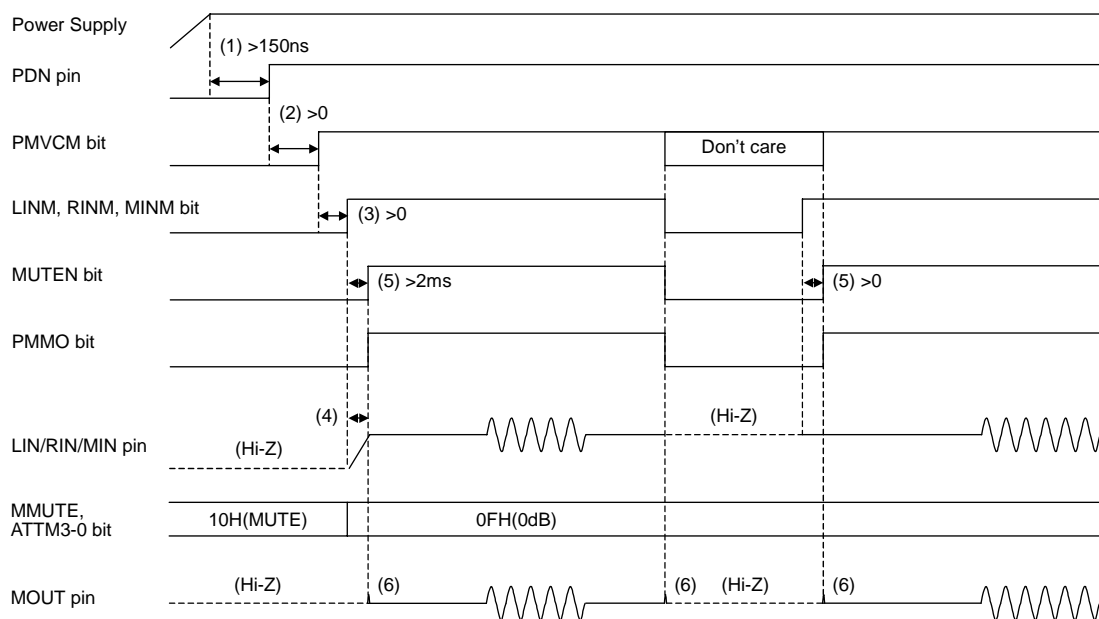 Power Supply
(1) >150ns
PDN pin
(2) >0
PMVCM bit
Don't care
LINM, RINM, MINM bit
(3) >0
MUTEN bit
(5) >2ms
(5) >0
PMMO bit
(4)
(Hi-Z)
LIN/RIN/MIN pin
(Hi-Z)
MMUTE,
ATTM3-0 bit
10H(MUTE)
0FH(0dB)
(Hi-Z)
(6)
(6)
(Hi-Z)
(6)
MOUT pin